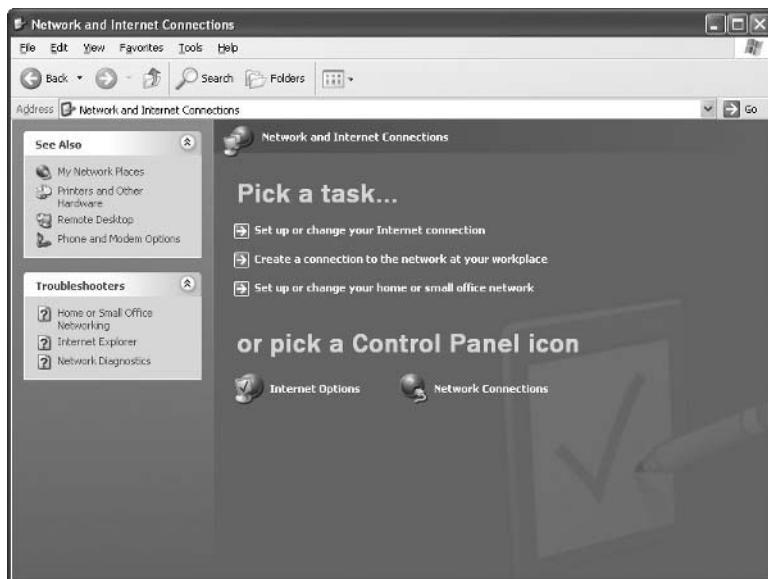 Network and Internet Connections
File Edit View Favorites Tools Help
Back Search Folders
Address Network and Internet Connections Go
See Also
My Network Places
Printers and Other
Hardware
Remote Desktop
Phone and Modem Options
Troubleshooters
Home or Small Office
Networking
Internet Explorer
Network Diagnostics
Network and Internet Connections
Pick a task...
Set up or change your Internet connection
Create a connection to the network at your workplace
Set up or change your home or small office network
or pick a Control Panel icon
Internet Options Network Connections